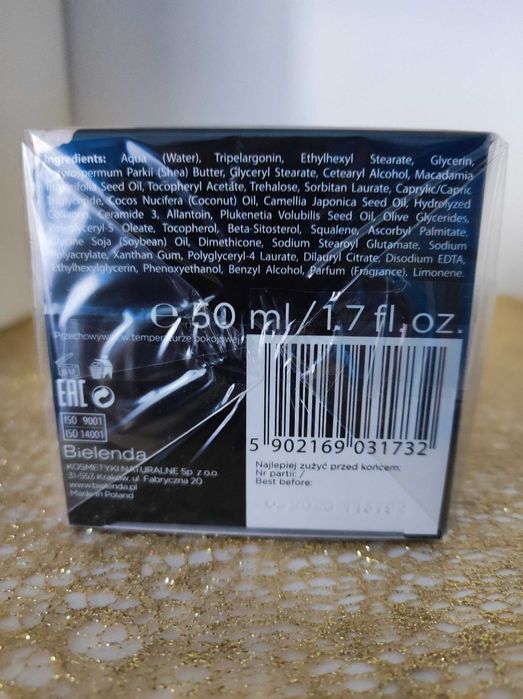 Ingredients: Aqua (Water), Tripelargonin, Ethylhexyl Stearate, Glycerin,
Butyrospermum Parkii (Shea) Butter, Glyceryl Stearate, Cetearyl Alcohol, Macadamia
Integrifolia Seed Oil, Tocopheryl Acetate, Trehalose, Sorbitan Laurate, Caprylic/Capric
Triglyceride, Cocos Nucifera (Coconut) Oil, Camellia Japonica Seed Oil, Hydrolyzed
Collagen, Ceramide 3, Allantoin, Plukenetia Volubilis Seed Oil, Olive Glycerides,
Polyglyceryl-5 Oleate, Tocopherol, Beta-Sitosterol, Squalene, Ascorbyl Palmitate,
Glycine Soja (Soybean) Oil, Dimethicone, Sodium Stearoyl Glutamate, Sodium
Polyacrylate, Xanthan Gum, Polyglyceryl-4 Laurate, Dilauryl Citrate, Disodium EDTA,
Ethylhexylglycerin, Phenoxyethanol, Benzyl Alcohol, Parfum (Fragrance), Limonene.
℮ 50 ml/1.7 fl. oz.
Przechowywać w temperaturze pokojowej
EAC
ISO 9001
ISO 14001
Bielenda
KOSMETYKI NATURALNE Sp. z o.o.
31-553 Kraków, ul. Fabryczna 20
www.bielenda.pl
Made in Poland
5 902169 031732
Najlepiej zużyć przed końcem:
Nr partii: /
Best before: